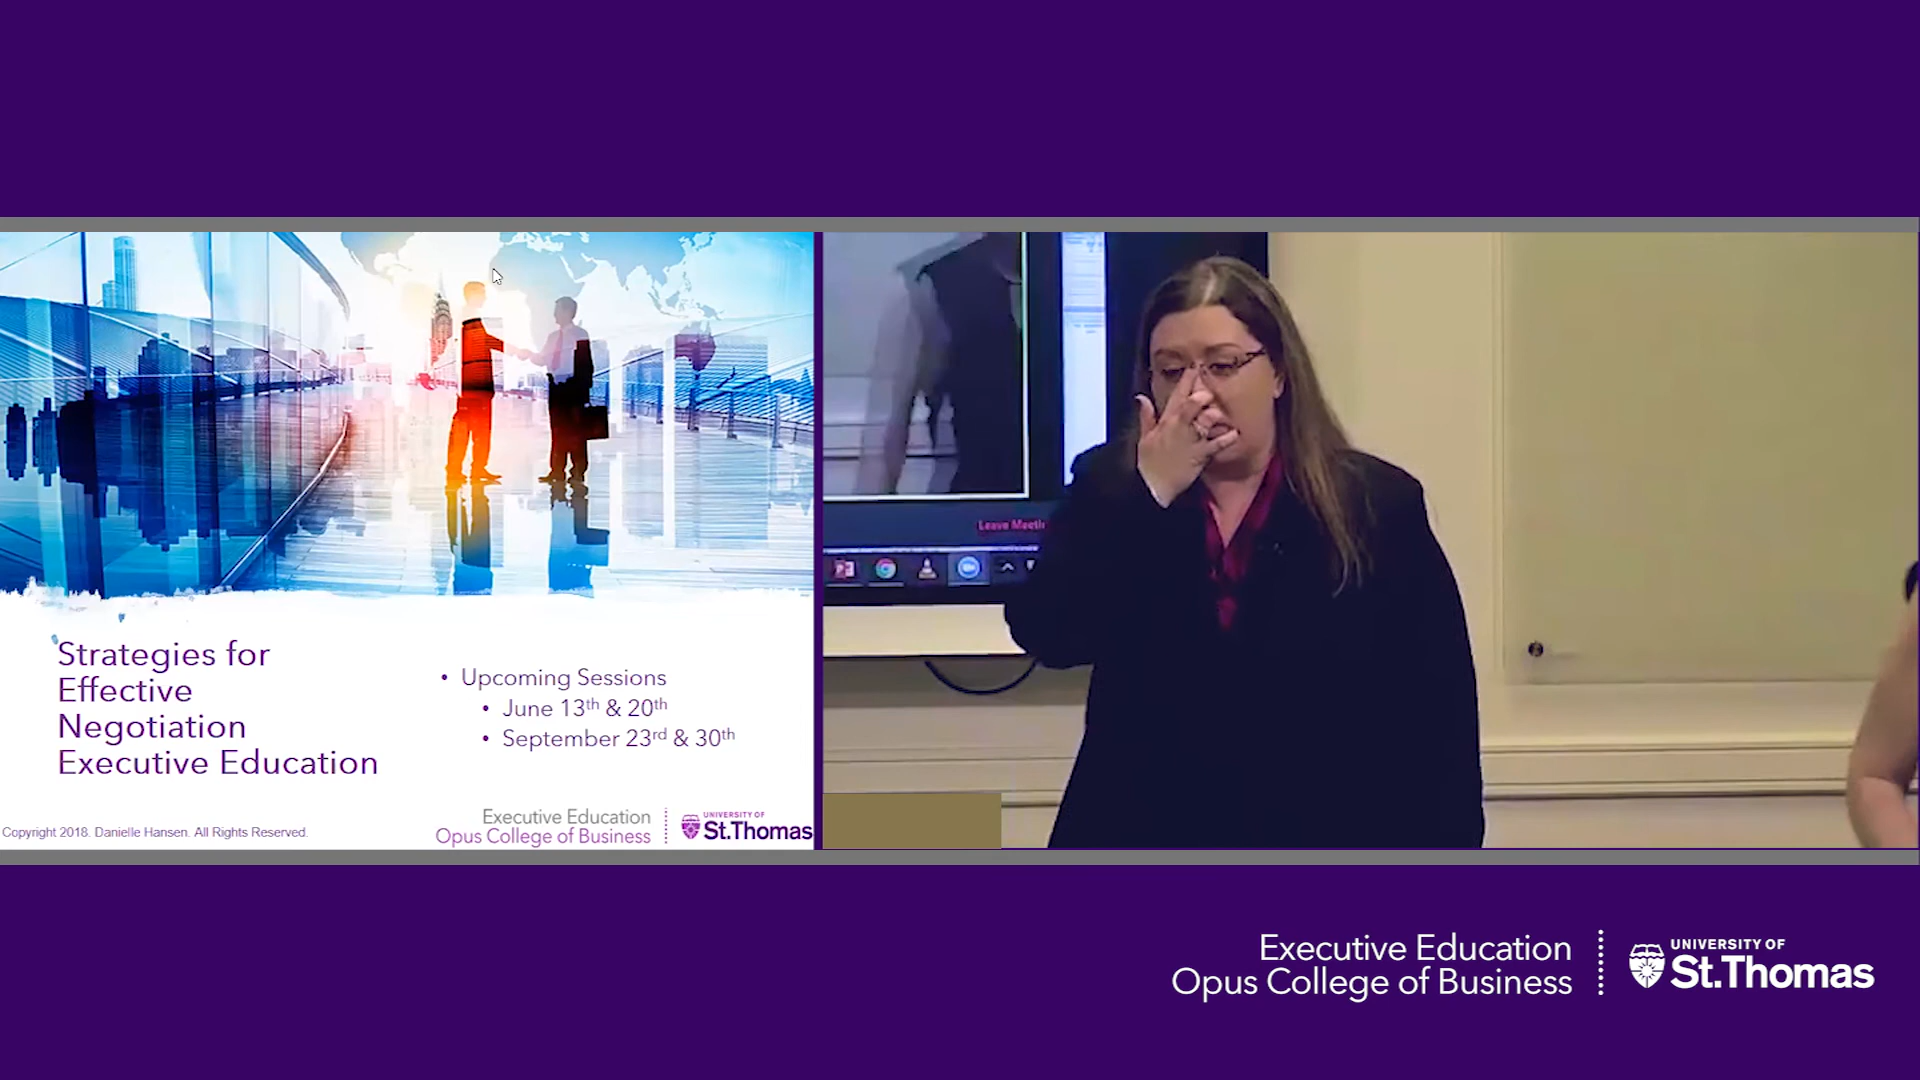 Strategies for
Effective
Negotiation
Executive Education
• Upcoming Sessions
• June 13th & 20th
• September 23rd & 30th
Copyright 2018. Danielle Hansen. All Rights Reserved.
Executive Education
Opus College of Business
UNIVERSITY OF
St.Thomas
Leave Meetin
Executive Education
Opus College of Business
UNIVERSITY OF
St.Thomas